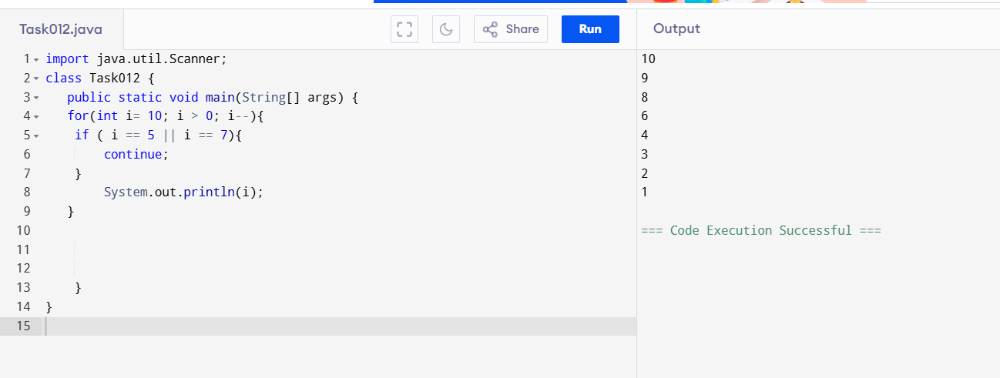 Task012.java
Share
Run
Output
1 import java.util.Scanner;
2 class Task012 {
3 public static void main(String[] args) {
4 for(int i= 10; i > 0; i--){
5 if ( i == 5 || i == 7){
6 continue;
7 }
8 System.out.println(i);
9 }
10
11
12
13 }
14 }
15
10
9
8
6
4
3
2
1
=== Code Execution Successful ===